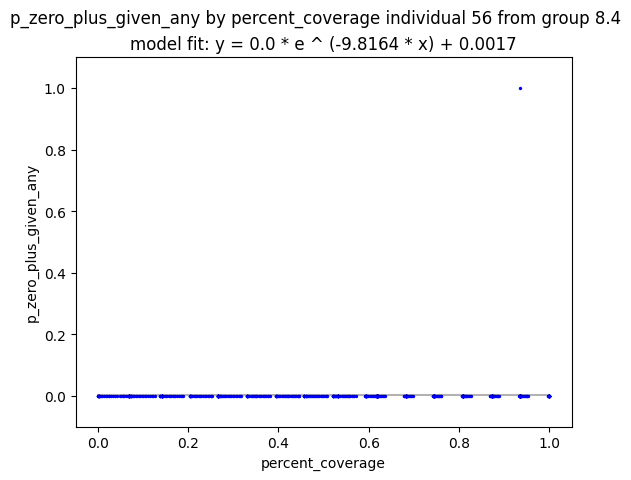 p_zero_plus_given_any by percent_coverage individual 56 from group 8.4
model fit: y = 0.0 * e ^ (-9.8164 * x) + 0.0017
1.0
0.8
0.6
0.4
0.2
0.0
p_zero_plus_given_any
0.0 0.2 0.4 0.6 0.8 1.0
percent_coverage